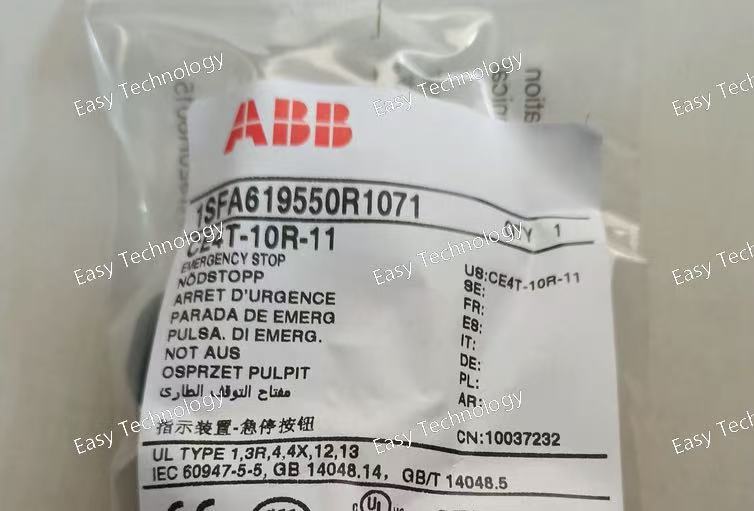 ABB
1SFA619550R1071
QTY 1
CE4T-10R-11
EMERGENCY STOP
NÖDSTOPP
ARRET D'URGENCE
PARADA DE EMERG
PULSA. DI EMERG.
NOT AUS
OSPRZET PULPIT
مفتاح التوقف الطارئ
指示装置-急停按钮
US:CE4T-10R-11
SE:
FR:
ES:
IT:
DE:
PL:
AR:
CN:10037232
UL TYPE 1,3R,4,4X,12,13
IEC 60947-5-5, GB 14048.14, GB/T 14048.5
CE
UL
Easy Technology
Easy Technology
Easy Technology
Easy Technology
Easy Technology
Easy Technology
Easy Technology
Easy Technology
Easy Technology